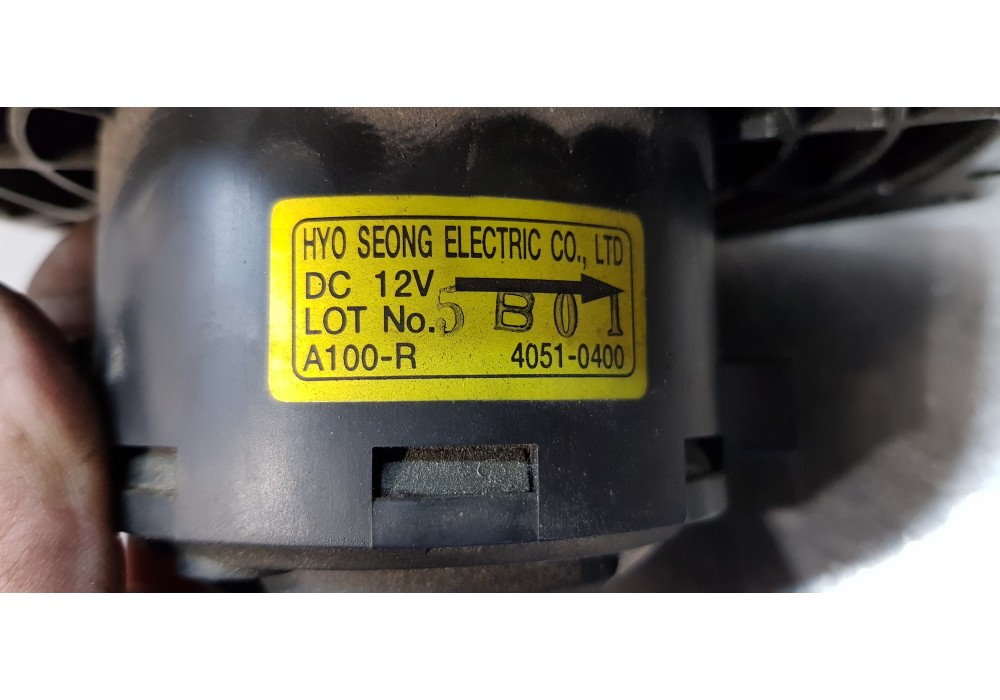 HYO SEONG ELECTRIC CO., LTD
DC 12V
LOT No. 5 B 0 1
A100-R 4051-0400